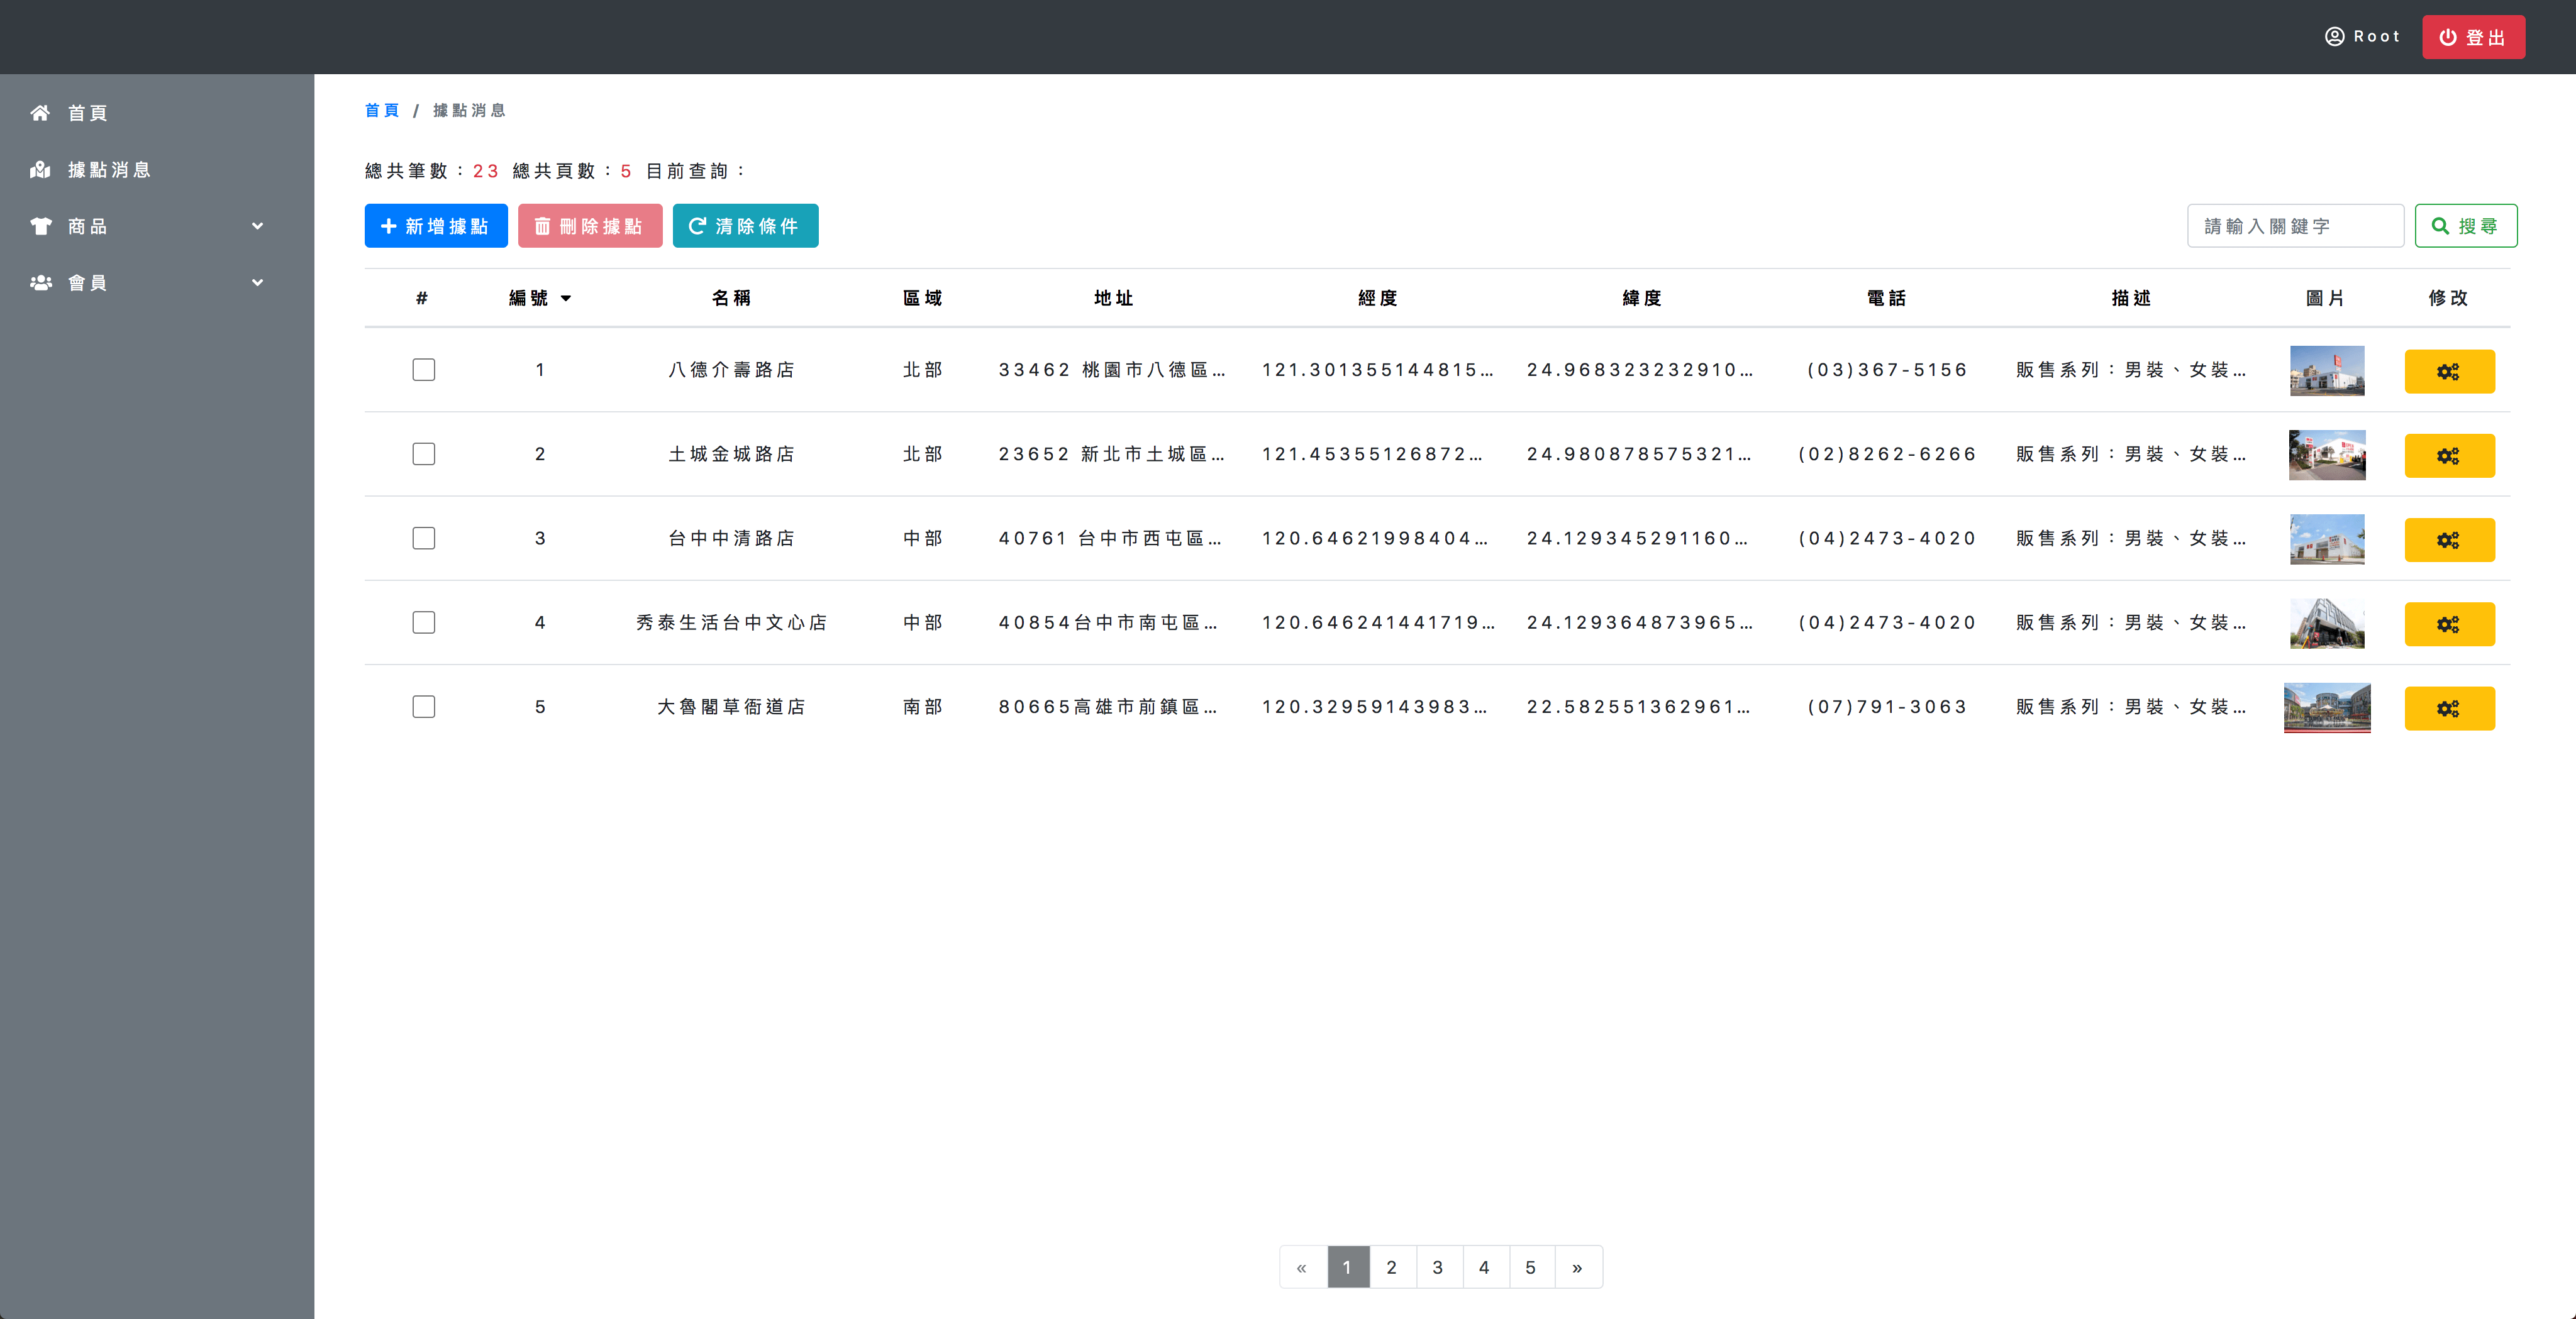 Root 登出
首頁
據點消息
商品
會員
首頁 / 據點消息
總共筆數：23 總共頁數：5 目前查詢：
新增據點 刪除據點 清除條件 請輸入關鍵字 搜尋
# 編號 名稱 區域 地址 經度 緯度 電話 描述 圖片 修改
1 八德介壽路店 北部 33462 桃園市八德區... 121.301355144815... 24.968323232910... (03)367-5156 販售系列：男裝、女裝...
2 土城金城路店 北部 23652 新北市土城區... 121.45355126872... 24.980878575321... (02)8262-6266 販售系列：男裝、女裝...
3 台中中清路店 中部 40761 台中市西屯區... 120.64621998404... 24.129345291160... (04)2473-4020 販售系列：男裝、女裝...
4 秀泰生活台中文心店 中部 40854台中市南屯區... 120.646241441719... 24.129364873965... (04)2473-4020 販售系列：男裝、女裝...
5 大魯閣草衙道店 南部 80665高雄市前鎮區... 120.32959143983... 22.582551362961... (07)791-3063 販售系列：男裝、女裝...
« 1 2 3 4 5 »